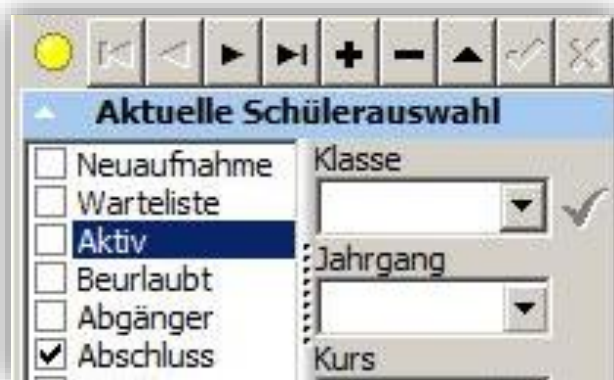 Aktuelle Schülerauswahl
Neuaufnahme
Warteliste
Aktiv
Beurlaubt
Abgänger
Abschluss
Klasse
Jahrgang
Kurs